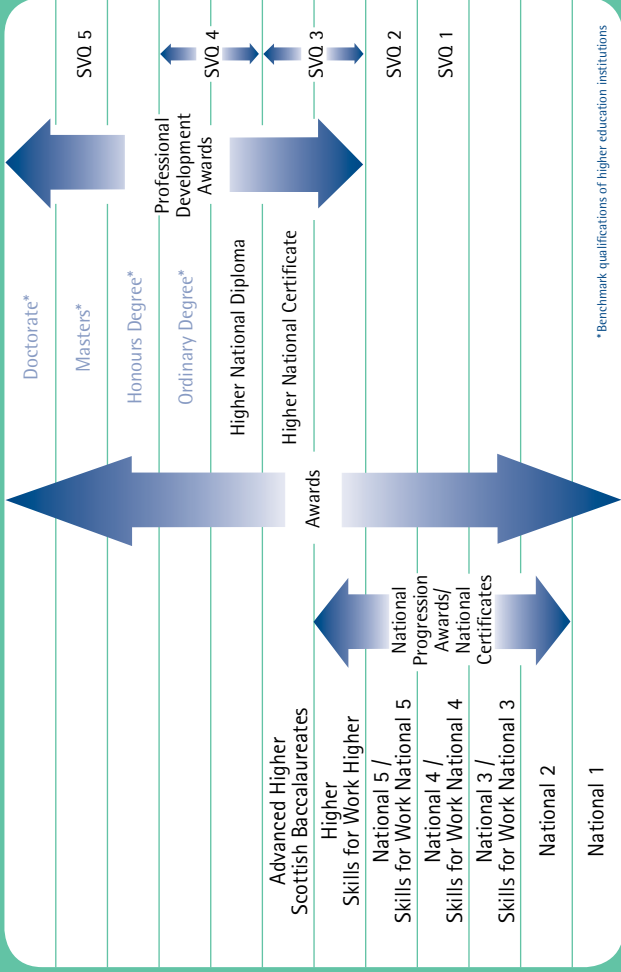 Advanced Higher
Scottish Baccalaureates
Higher
Skills for Work Higher
National 5 /
Skills for Work National 5
National 4 /
Skills for Work National 4
National 3 /
Skills for Work National 3
National 2
National 1
National
Progression
Awards/
National
Certificates
Awards
Doctorate*
Masters*
Honours Degree*
Ordinary Degree*
Higher National Diploma
Higher National Certificate
Professional
Development
Awards
SVQ 5
SVQ 4
SVQ 3
SVQ 2
SVQ 1
*Benchmark qualifications of higher education institutions